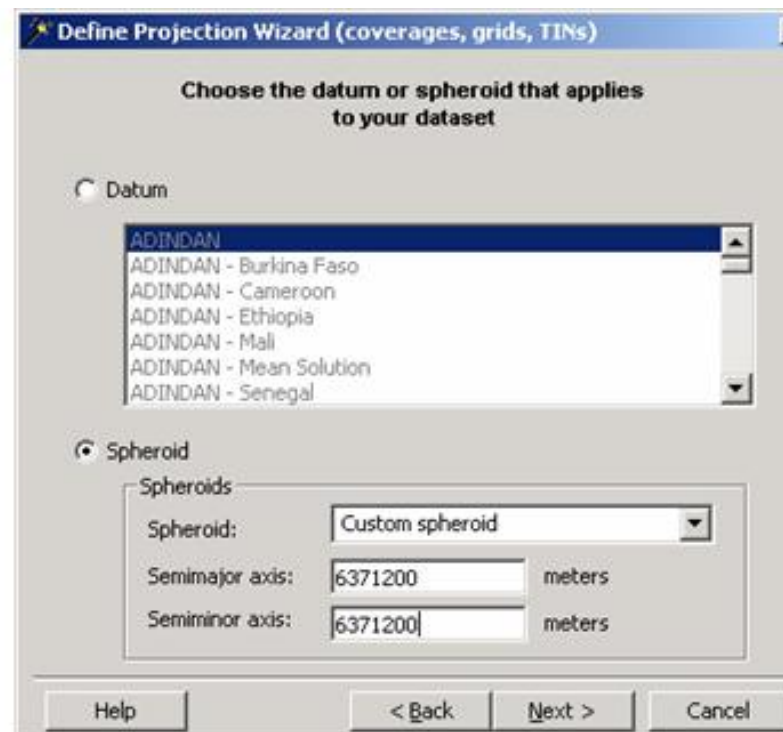 Define Projection Wizard (coverages, grids, TINs)
Choose the datum or spheroid that applies
to your dataset
Datum
ADINDAN
ADINDAN - Burkina Faso
ADINDAN - Cameroon
ADINDAN - Ethiopia
ADINDAN - Mali
ADINDAN - Mean Solution
ADINDAN - Senegal
Spheroid
Spheroids
Spheroid: Custom spheroid
Semimajor axis: 6371200 meters
Semiminor axis: 6371200 meters
Help < Back Next > Cancel